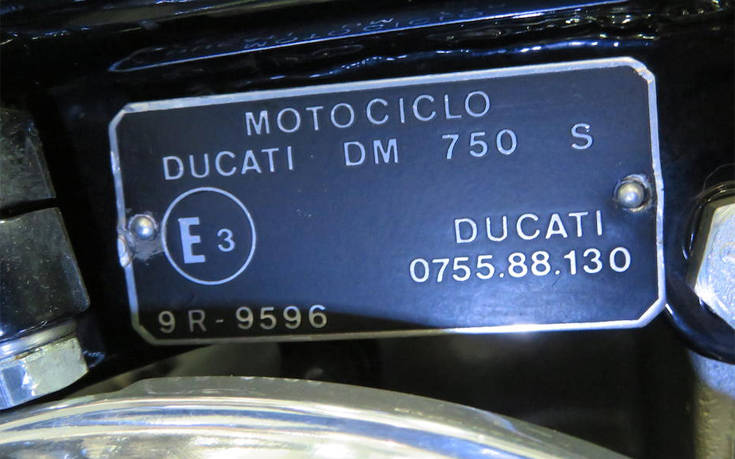 MOTOCICLO
DUCATI DM 750 S
E 3
DUCATI
0755.88.130
9R-9596